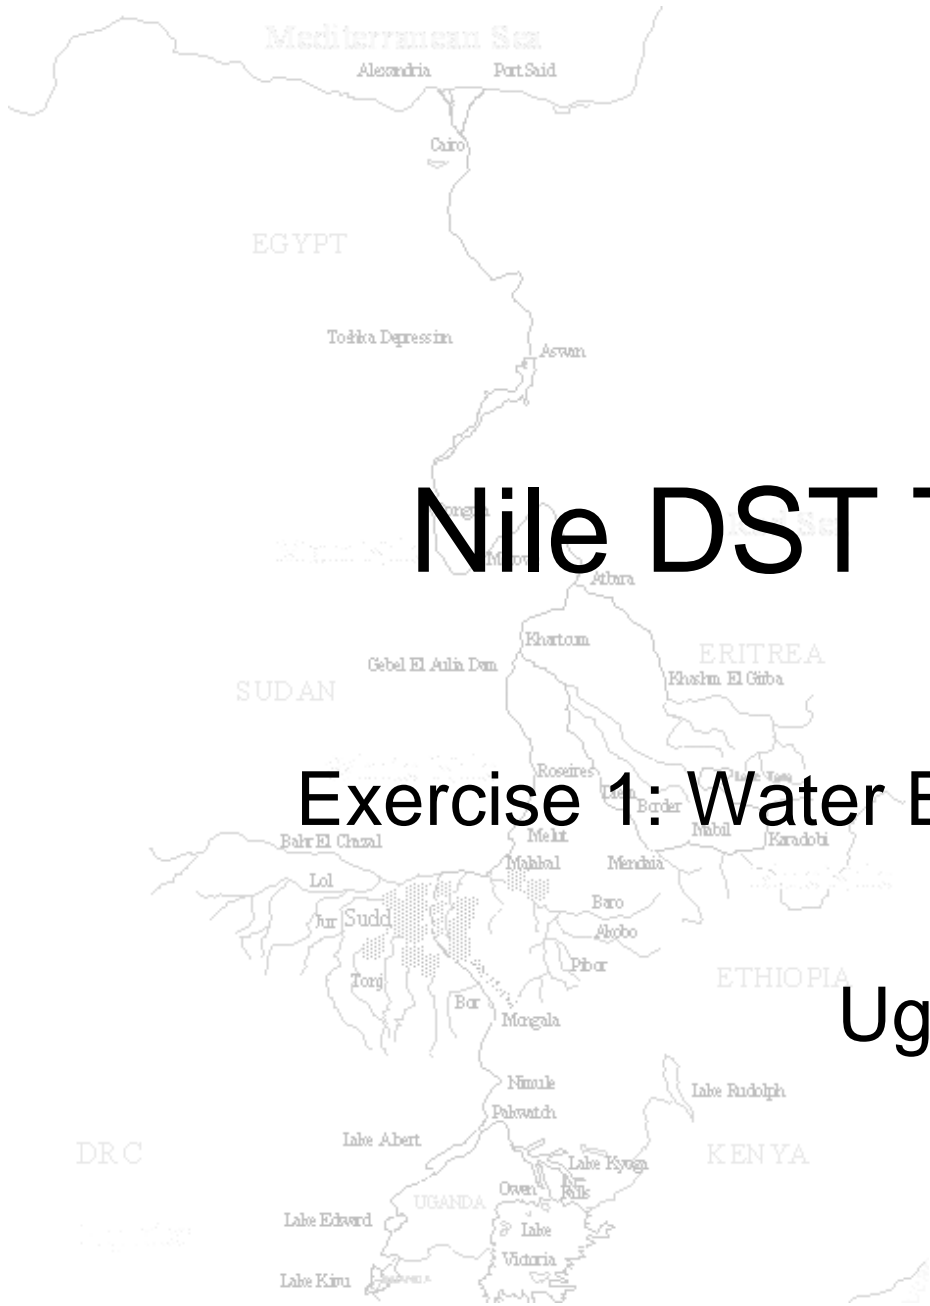 Mediterranean Sea
Alexandria
Port Said
Cairo
EGYPT
Toshka Depression
Aswan
Nile DST T
Atbara
Khartoum
ERITREA
Gebel El Aulia Dam
Khashm El Girba
SUDAN
Roseires
Exercise 1: Water B
Border
Melut
Mabil
Karadobi
Bahr El Ghazal
Malakal
Mendaia
Lol
Baro
Jur
Sudd
Akobo
Pibor
Tonj
ETHIOPIA
Bor
Ug
Mongala
Nimule
Lake Rudolph
Pakwatch
Lake Abert
DRC
KENYA
Lake Kyoga
Owen
Falls
UGANDA
Lake Edward
Lake
Victoria
Lake Kivu